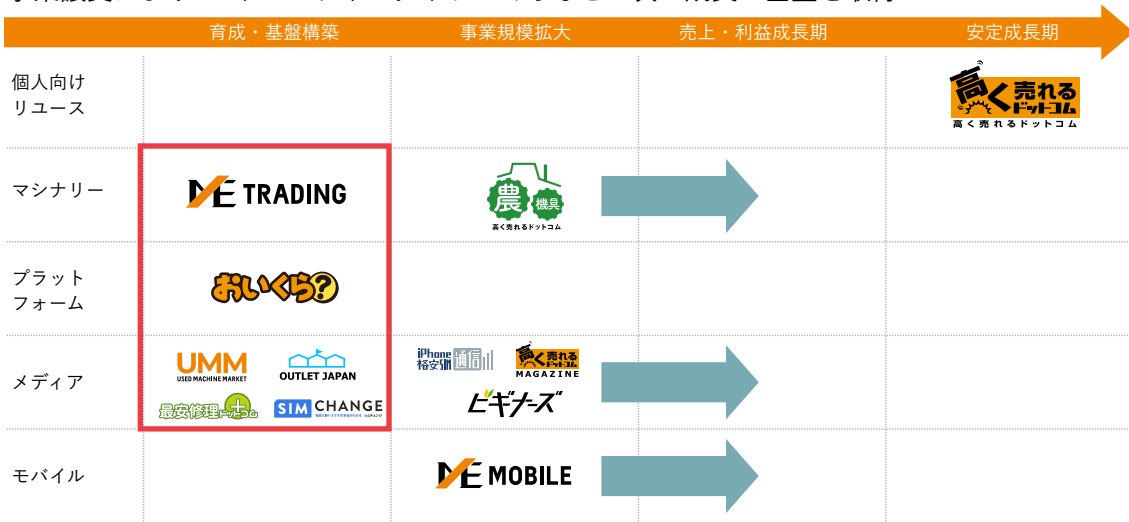 育成・基盤構築
事業規模拡大
売上・利益成長期
安定成長期
個人向け
リユース
高く売れる
ドットコム
高く売れるドットコム
マシナリー
ME TRADING
農
機具
高く売れるドットコム
プラット
フォーム
おいくら?
メディア
UMM
USED MACHINE MARKET
OUTLET JAPAN
iPhone
格安SIM通信
高く売れる
ドットコム
MAGAZINE
最安修理ドットコム
SIM CHANGE
ビギナーズ
モバイル
ME MOBILE